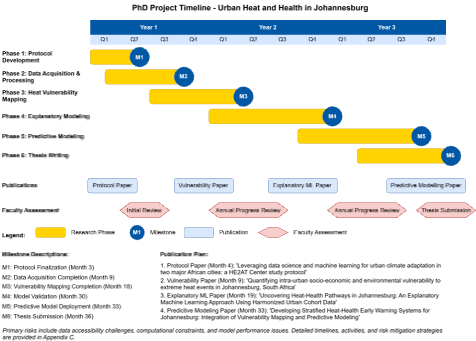 PhD Project Timeline - Urban Heat and Health in Johannesburg
Year 1 Year 2 Year 3
Q1 Q2 Q3 Q4 Q1 Q2 Q3 Q4 Q1 Q2 Q3 Q4
Phase 1: Protocol
Development
M1
Phase 2: Data Acquisition &
Processing
M2
Phase 3: Heat Vulnerability
Mapping
M3
Phase 4: Explanatory Modeling
M4
Phase 5: Predictive Modeling
M5
Phase 6: Thesis Writing
M6
Publications
Protocol Paper
Vulnerability Paper
Explanatory ML Paper
Predictive Modelling Paper
Faculty Assessment
Initial Review
Annual Progress Review
Annual Progress Review
Thesis Submission
Legend:
Research Phase
M1
Milestone
Publication
Faculty Assessment
Milestone Descriptions:
M1: Protocol Finalization (Month 3)
M2: Data Acquisition Completion (Month 9)
M3: Vulnerability Mapping Completion (Month 18)
M4: Model Validation (Month 30)
M5: Predictive Model Deployment (Month 33)
M6: Thesis Submission (Month 36)
Publication Plan:
1. Protocol Paper (Month 4): 'Leveraging data science and machine learning for urban climate adaptation in
two major African cities: a HE2AT Center study protocol'
2. Vulnerability Paper (Month 9): 'Quantifying intra-urban socio-economic and environmental vulnerability to
extreme heat events in Johannesburg, South Africa'
3. Explanatory ML Paper (Month 19): 'Uncovering Heat-Health Pathways in Johannesburg: An Explanatory
Machine Learning Approach Using Harmonized Urban Cohort Data'
4. Predictive Modeling Paper (Month 33): 'Developing Stratified Heat-Health Early Warning Systems for
Johannesburg: Integration of Vulnerability Mapping and Predictive Modeling'
Primary risks include data accessibility challenges, computational constraints, and model performance issues. Detailed timelines, activities, and risk mitigation strategies
are provided in Appendix C.